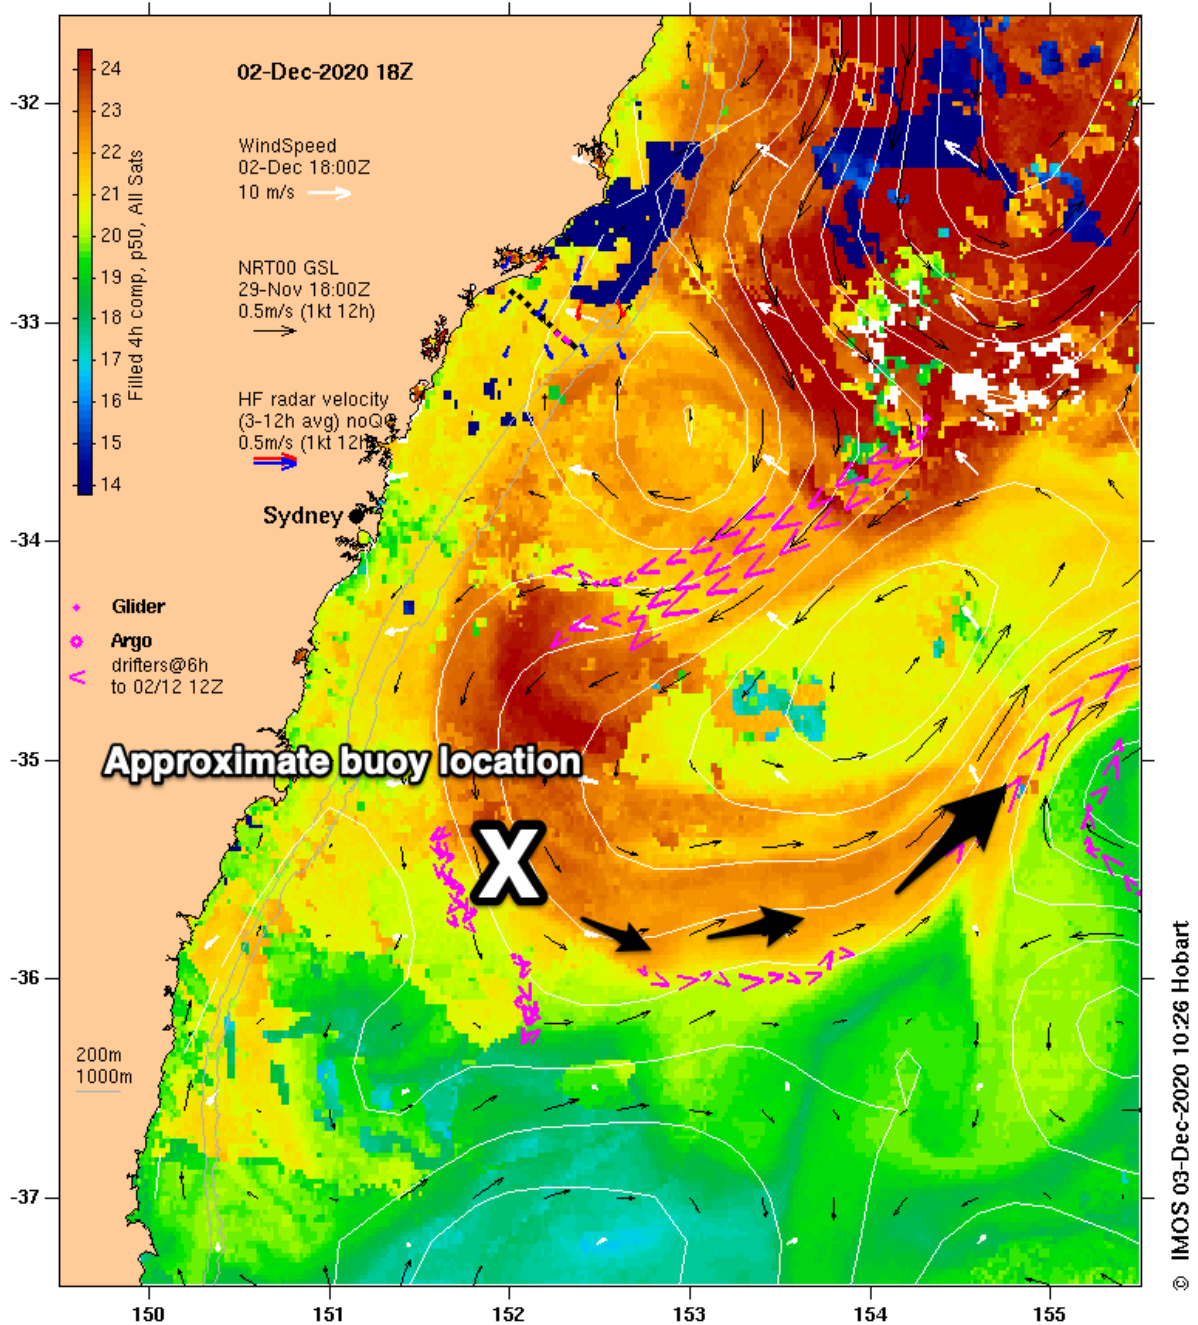 02-Dec-2020 18Z
24
23
22
21
20
19
18
17
16
15
14
Filled 4h comp, p50, All Sats
WindSpeed
02-Dec 18:00Z
10 m/s
NRT00 GSL
29-Nov 18:00Z
0.5m/s (1kt 12h)
HF radar velocity
(3-12h avg) noQC
0.5m/s (1kt 12h)
Sydney
Glider
Argo
drifters@6h
to 02/12 12Z
Approximate buoy location
X
200m
1000m
-32
-33
-34
-35
-36
-37
150
151
152
153
154
155
© IMOS 03-Dec-2020 10:26 Hobart